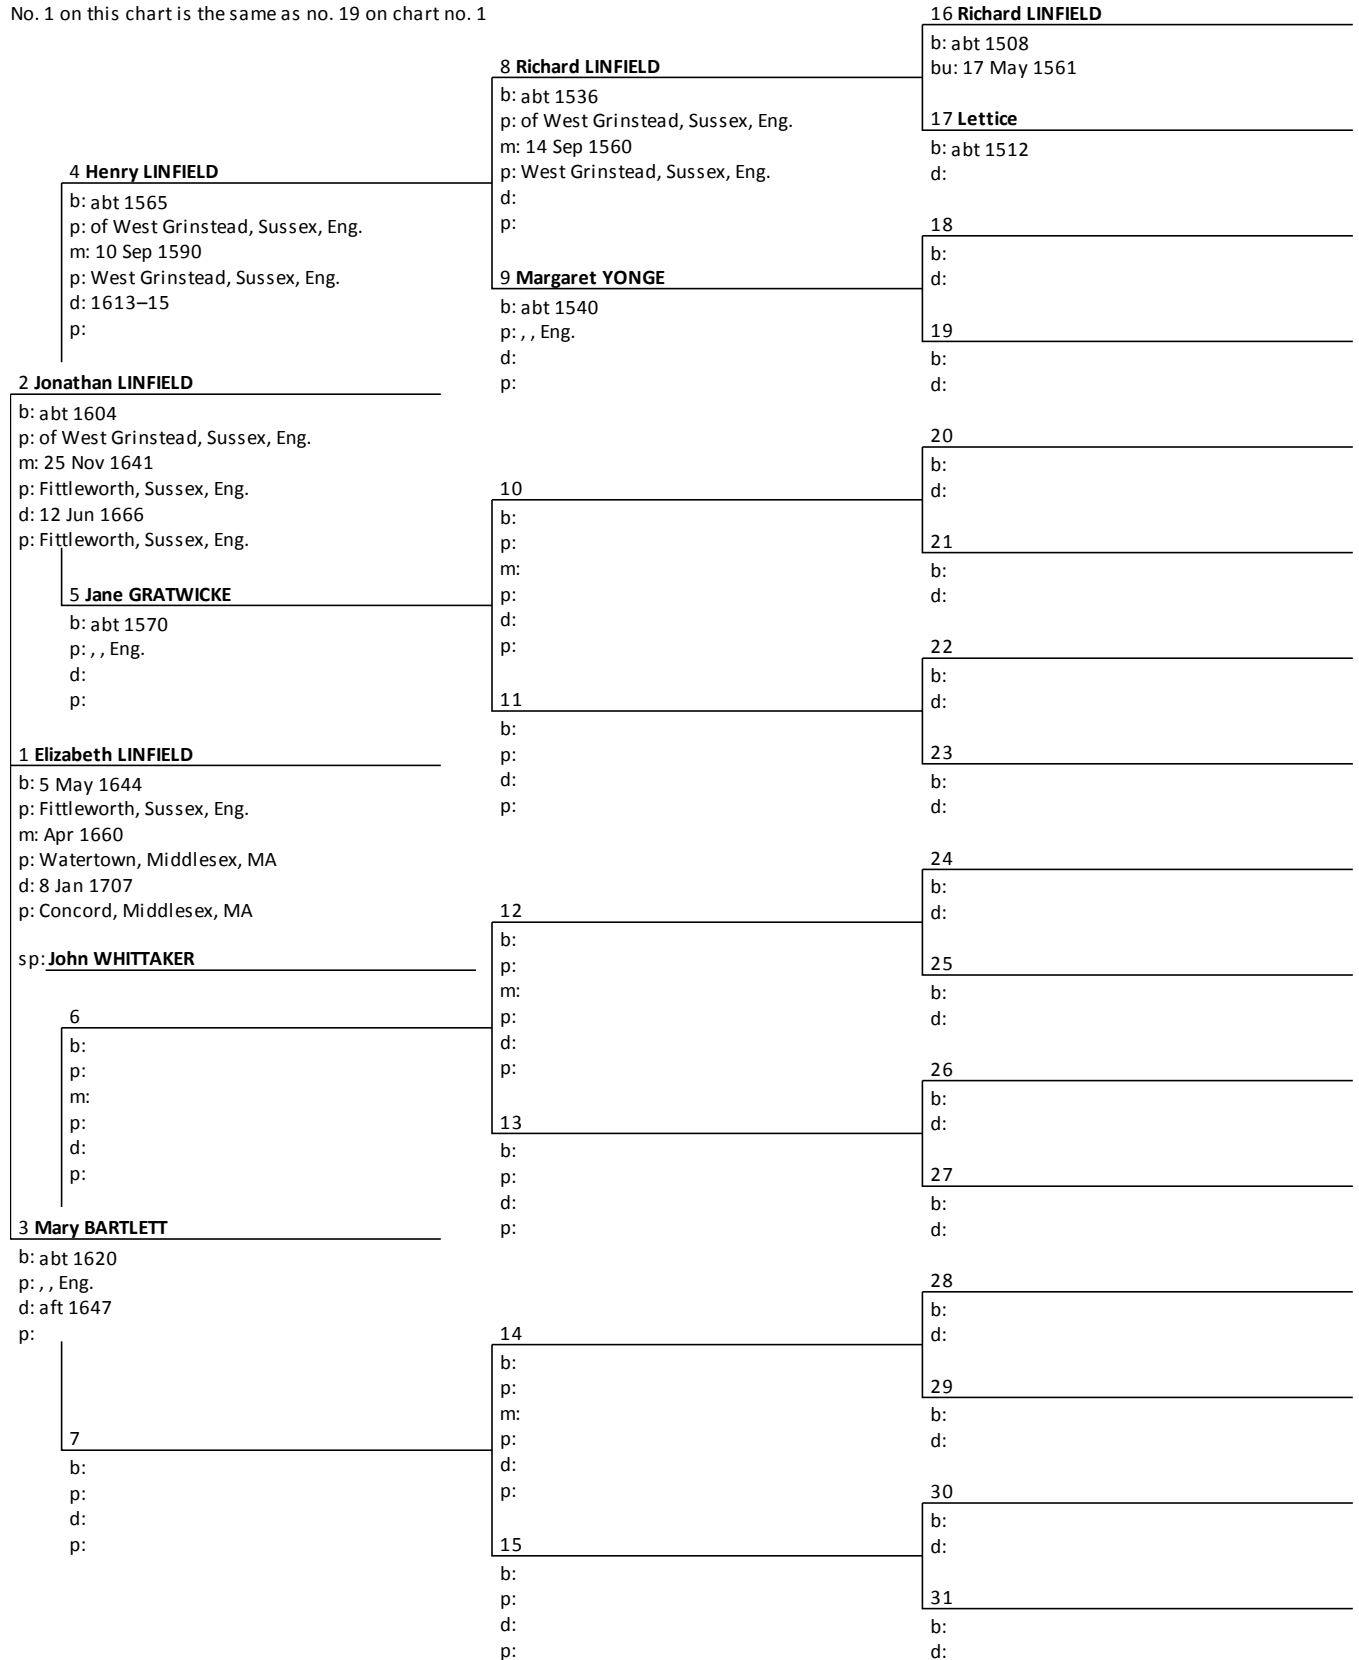 No. 1 on this chart is the same as no. 19 on chart no. 1
4 Henry LINFIELD
b: abt 1565
p: of West Grinstead, Sussex, Eng.
m: 10 Sep 1590
p: West Grinstead, Sussex, Eng.
d: 1613–15
p:
2 Jonathan LINFIELD
b: abt 1604
p: of West Grinstead, Sussex, Eng.
m: 25 Nov 1641
p: Fittleworth, Sussex, Eng.
d: 12 Jun 1666
p: Fittleworth, Sussex, Eng.
5 Jane GRATWICKE
b: abt 1570
p: , , Eng.
d:
p:
1 Elizabeth LINFIELD
b: 5 May 1644
p: Fittleworth, Sussex, Eng.
m: Apr 1660
p: Watertown, Middlesex, MA
d: 8 Jan 1707
p: Concord, Middlesex, MA
sp: John WHITTAKER
6
b:
p:
m:
p:
d:
p:
3 Mary BARTLETT
b: abt 1620
p: , , Eng.
d: aft 1647
p:
7
b:
p:
d:
p:
8 Richard LINFIELD
b: abt 1536
p: of West Grinstead, Sussex, Eng.
m: 14 Sep 1560
p: West Grinstead, Sussex, Eng.
d:
p:
9 Margaret YONGE
b: abt 1540
p: , , Eng.
d:
p:
10
b:
p:
m:
p:
d:
p:
11
b:
p:
d:
p:
12
b:
p:
m:
p:
d:
p:
13
b:
p:
d:
p:
14
b:
p:
m:
p:
d:
p:
15
b:
p:
d:
p:
16 Richard LINFIELD
b: abt 1508
bu: 17 May 1561
17 Lettice
b: abt 1512
d:
18
b:
d:
19
b:
d:
20
b:
d:
21
b:
d:
22
b:
d:
23
b:
d:
24
b:
d:
25
b:
d:
26
b:
d:
27
b:
d:
28
b:
d:
29
b:
d:
30
b:
d:
31
b:
d: